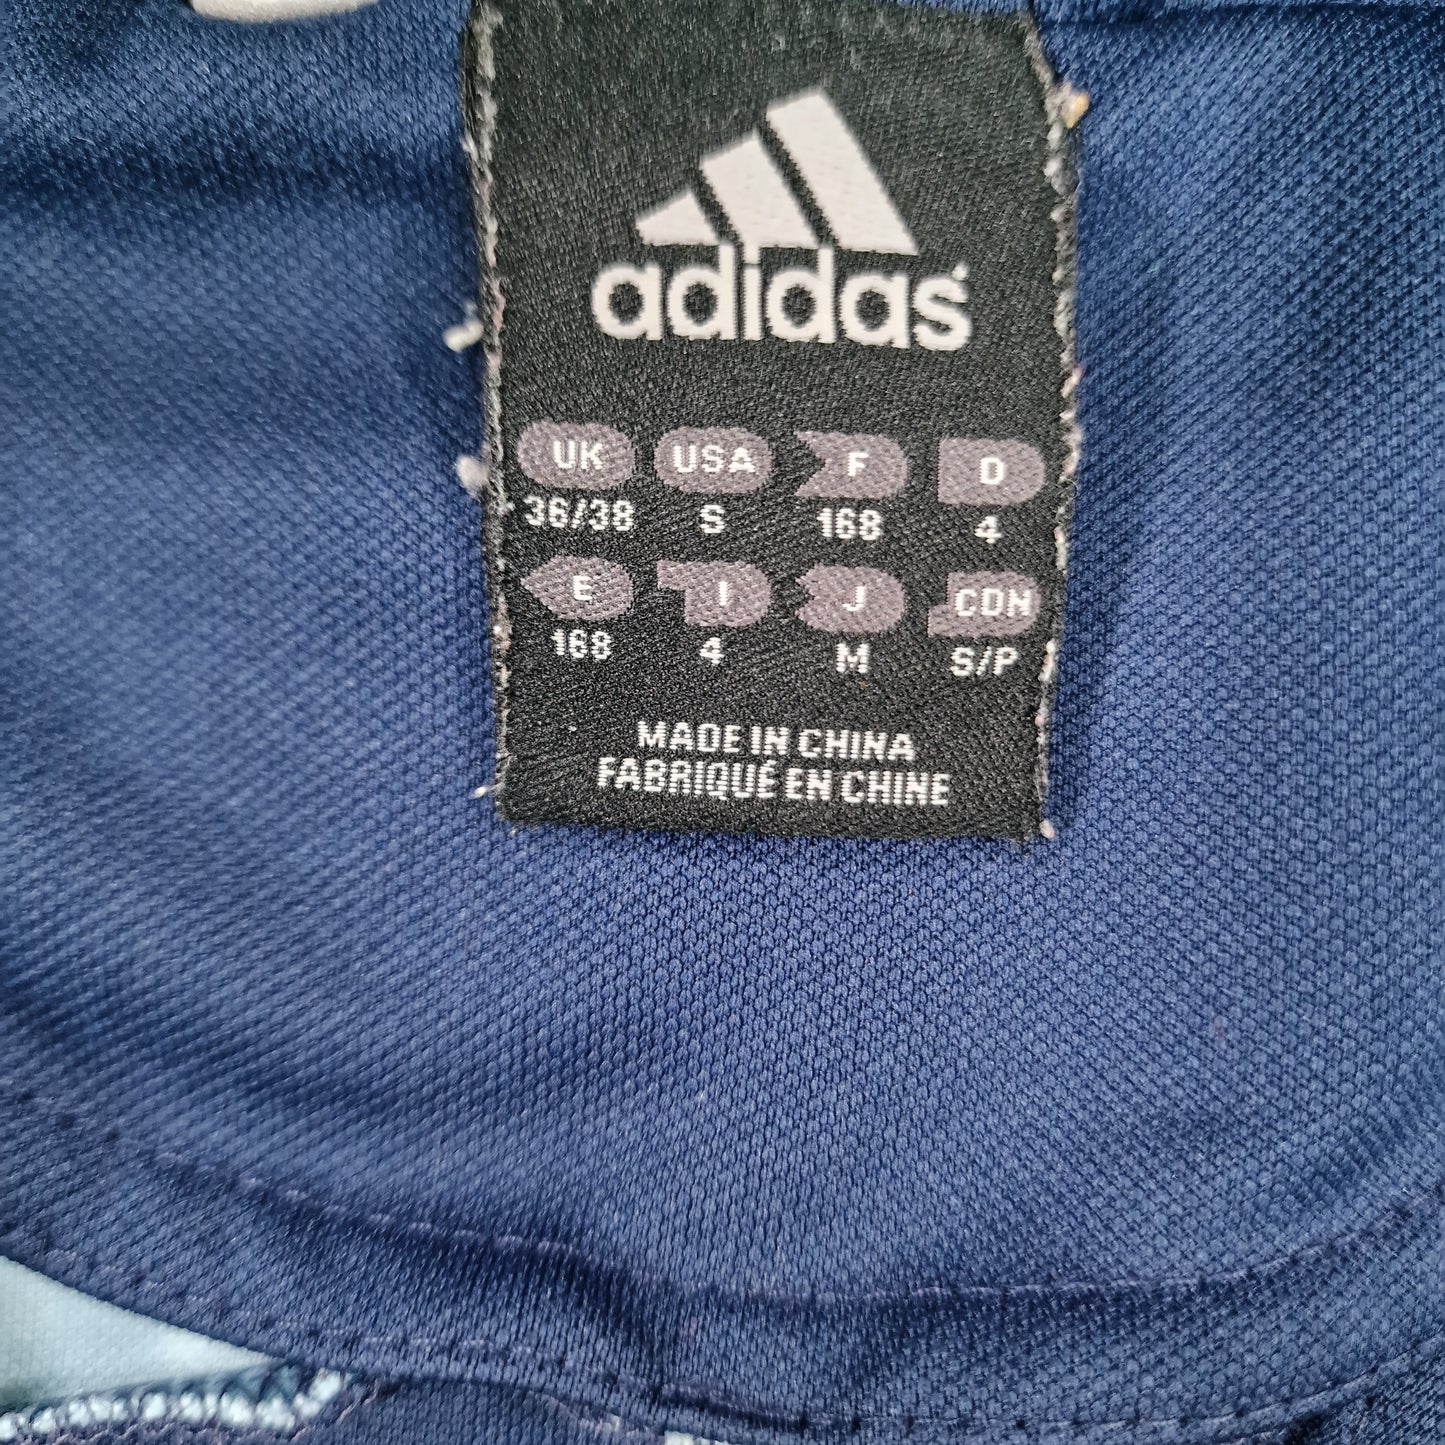 adidas
UK USA F D
36/38 S 168 4
E I J CDN
168 4 M S/P
MADE IN CHINA
FABRIQUÉ EN CHINE